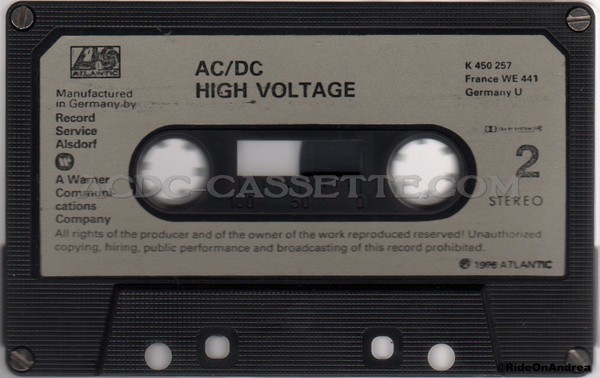 ATLANTIC
AC/DC
HIGH VOLTAGE
K 450 257
France WE 441
Germany U
Manufactured
in Germany by
Record
Service
Alsdorf
A Warner
Communi-
cations
Company
2
STEREO
100 50 0
ACDC-CASSETTE.COM
All rights of the producer and of the owner of the work reproduced reserved! Unauthorized
copying, hiring, public performance and broadcasting of this record prohibited.
℗ 1976 ATLANTIC
©RideOnAndrea